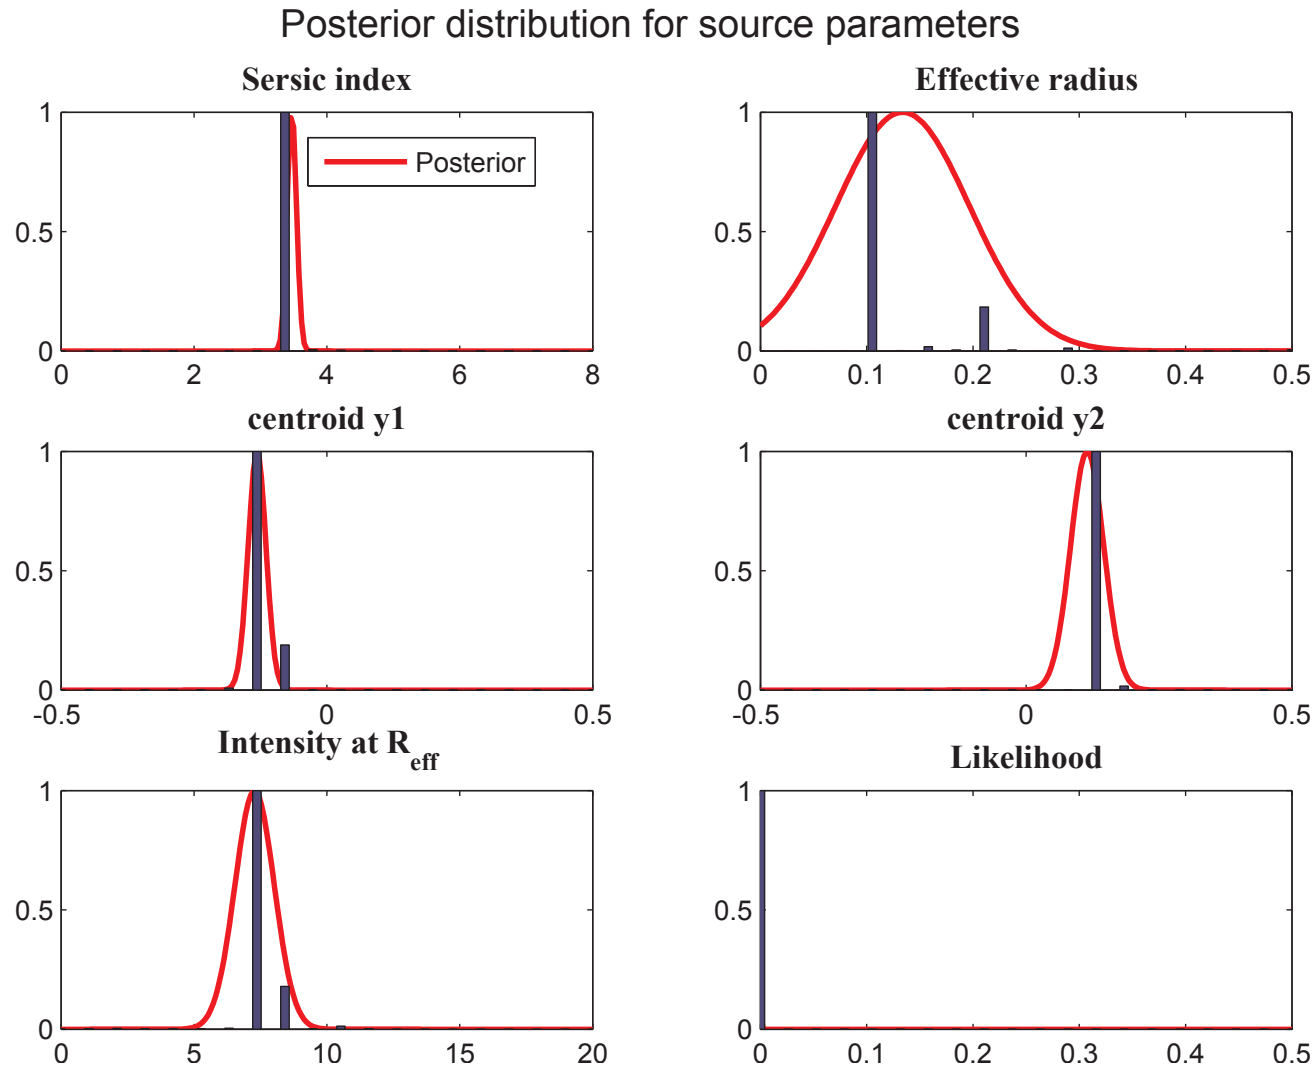 Posterior distribution for source parameters
Sersic index
1
0.5
0
0 2 4 6 8
Posterior
Effective radius
1
0.5
0
0 0.1 0.2 0.3 0.4 0.5
centroid y1
1
0.5
0
-0.5 0 0.5
centroid y2
1
0.5
0
-0.5 0 0.5
Intensity at R_eff
1
0.5
0
0 5 10 15 20
Likelihood
1
0.5
0
0 0.1 0.2 0.3 0.4 0.5